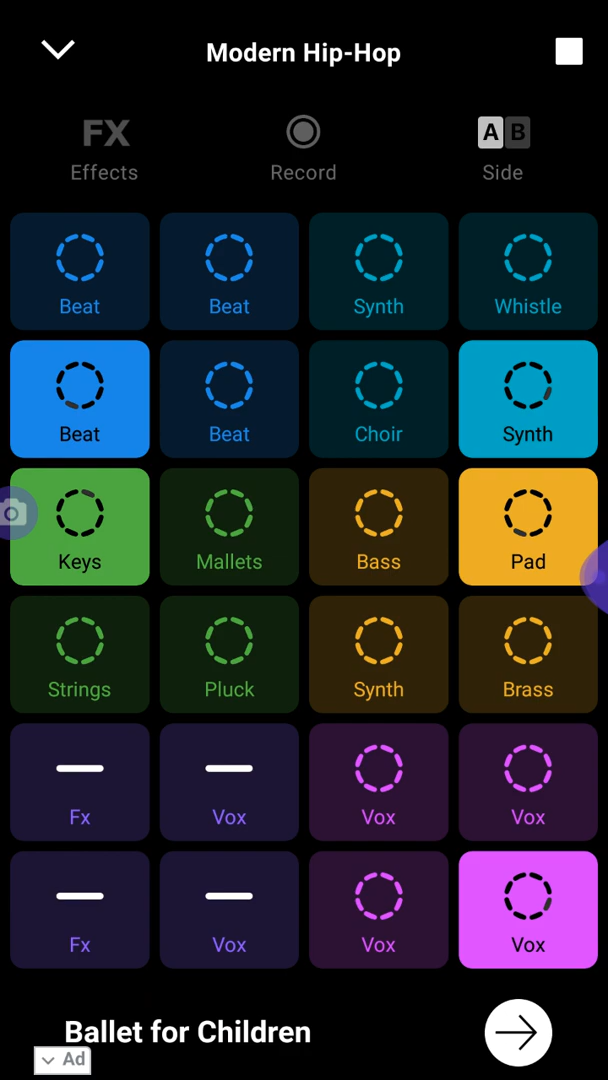 Modern Hip-Hop
FX
A B
Effects
Record
Side
Beat
Beat
Synth
Whistle
Beat
Beat
Choir
Synth
Keys
Mallets
Bass
Pad
Strings
Pluck
Synth
Brass
Fx
Vox
Vox
Vox
Fx
Vox
Vox
Vox
Ballet for Children
Ad